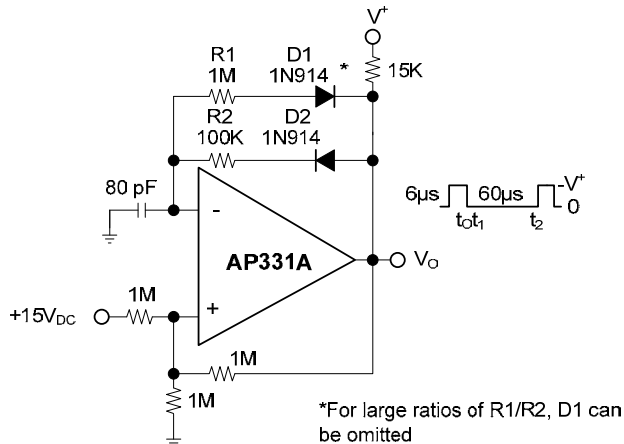 V+
R1
1M
D1
1N914
*
15K
R2
100K
D2
1N914
80 pF
-
AP331A
+
6µs
60µs
V+
0
tOt1
t2
VO
+15VDC
1M
1M
1M
*For large ratios of R1/R2, D1 can
be omitted